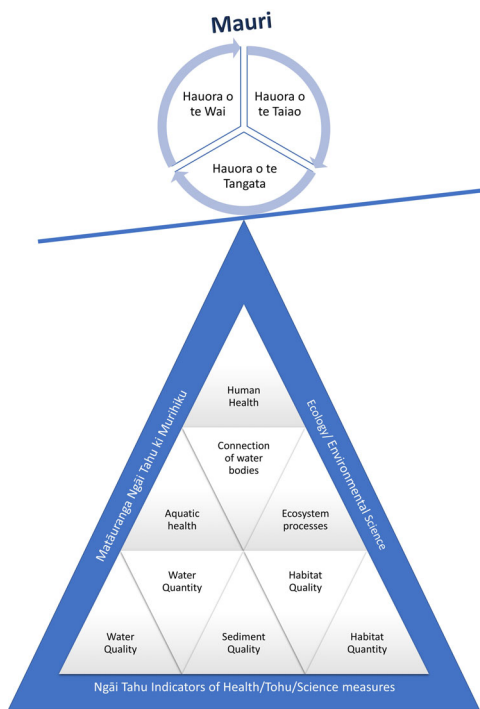 Mauri
Hauora o
te Wai
Hauora o
te Taiao
Hauora o te
Tangata
Matāuranga Ngāi Tahu ki Murihiku
Ecology/ Environmental Science
Human
Health
Connection
of water
bodies
Aquatic
health
Ecosystem
processes
Water
Quantity
Habitat
Quality
Water
Quality
Sediment
Quality
Habitat
Quantity
Ngāi Tahu Indicators of Health/Tohu/Science measures